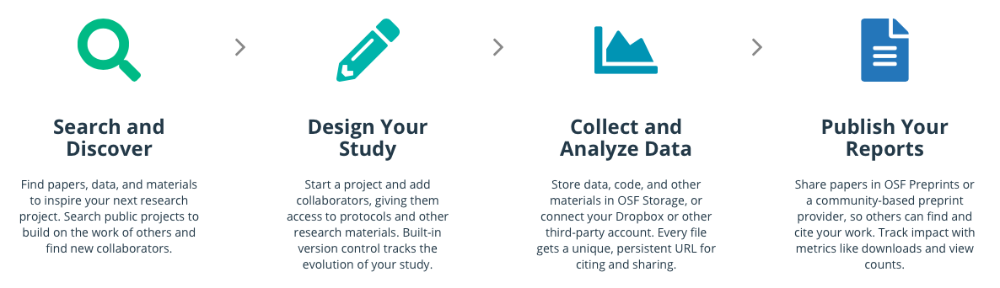 Search and
Discover
Find papers, data, and materials
to inspire your next research
project. Search public projects to
build on the work of others and
find new collaborators.
Design Your
Study
Start a project and add
collaborators, giving them
access to protocols and other
research materials. Built-in
version control tracks the
evolution of your study.
Collect and
Analyze Data
Store data, code, and other
materials in OSF Storage, or
connect your Dropbox or other
third-party account. Every file
gets a unique, persistent URL for
citing and sharing.
Publish Your
Reports
Share papers in OSF Preprints or
a community-based preprint
provider, so others can find and
cite your work. Track impact with
metrics like downloads and view
counts.